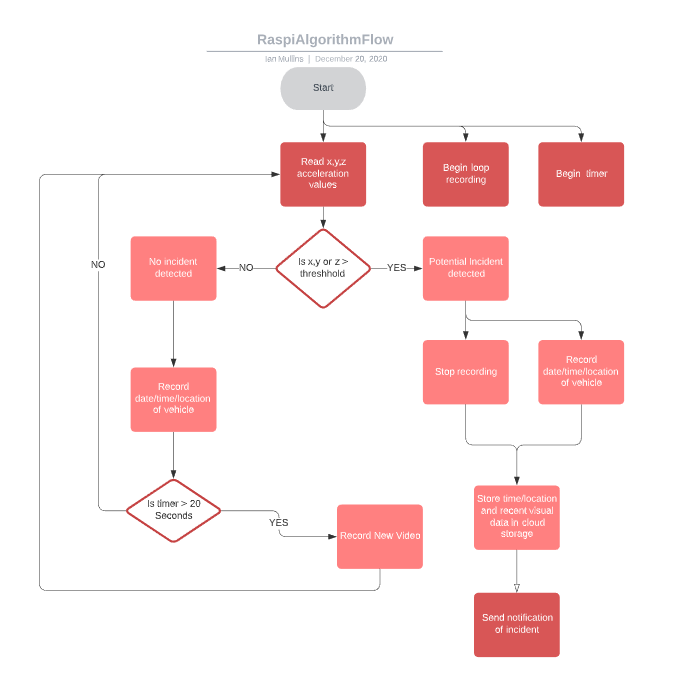 RaspiAlgorithmFlow
Ian Mullins | December 20, 2020
Start
Read x,y,z
acceleration
values
Begin loop
recording
Begin timer
NO
No incident
detected
NO
Is x,y or z >
threshhold
YES
Potential Incident
detected
Record
date/time/location
of vehicle
Stop recording
Record
date/time/location
of vehicle
Is timer > 20
Seconds
YES
Record New Video
Store time/location
and recent visual
data in cloud
storage
Send notification
of incident